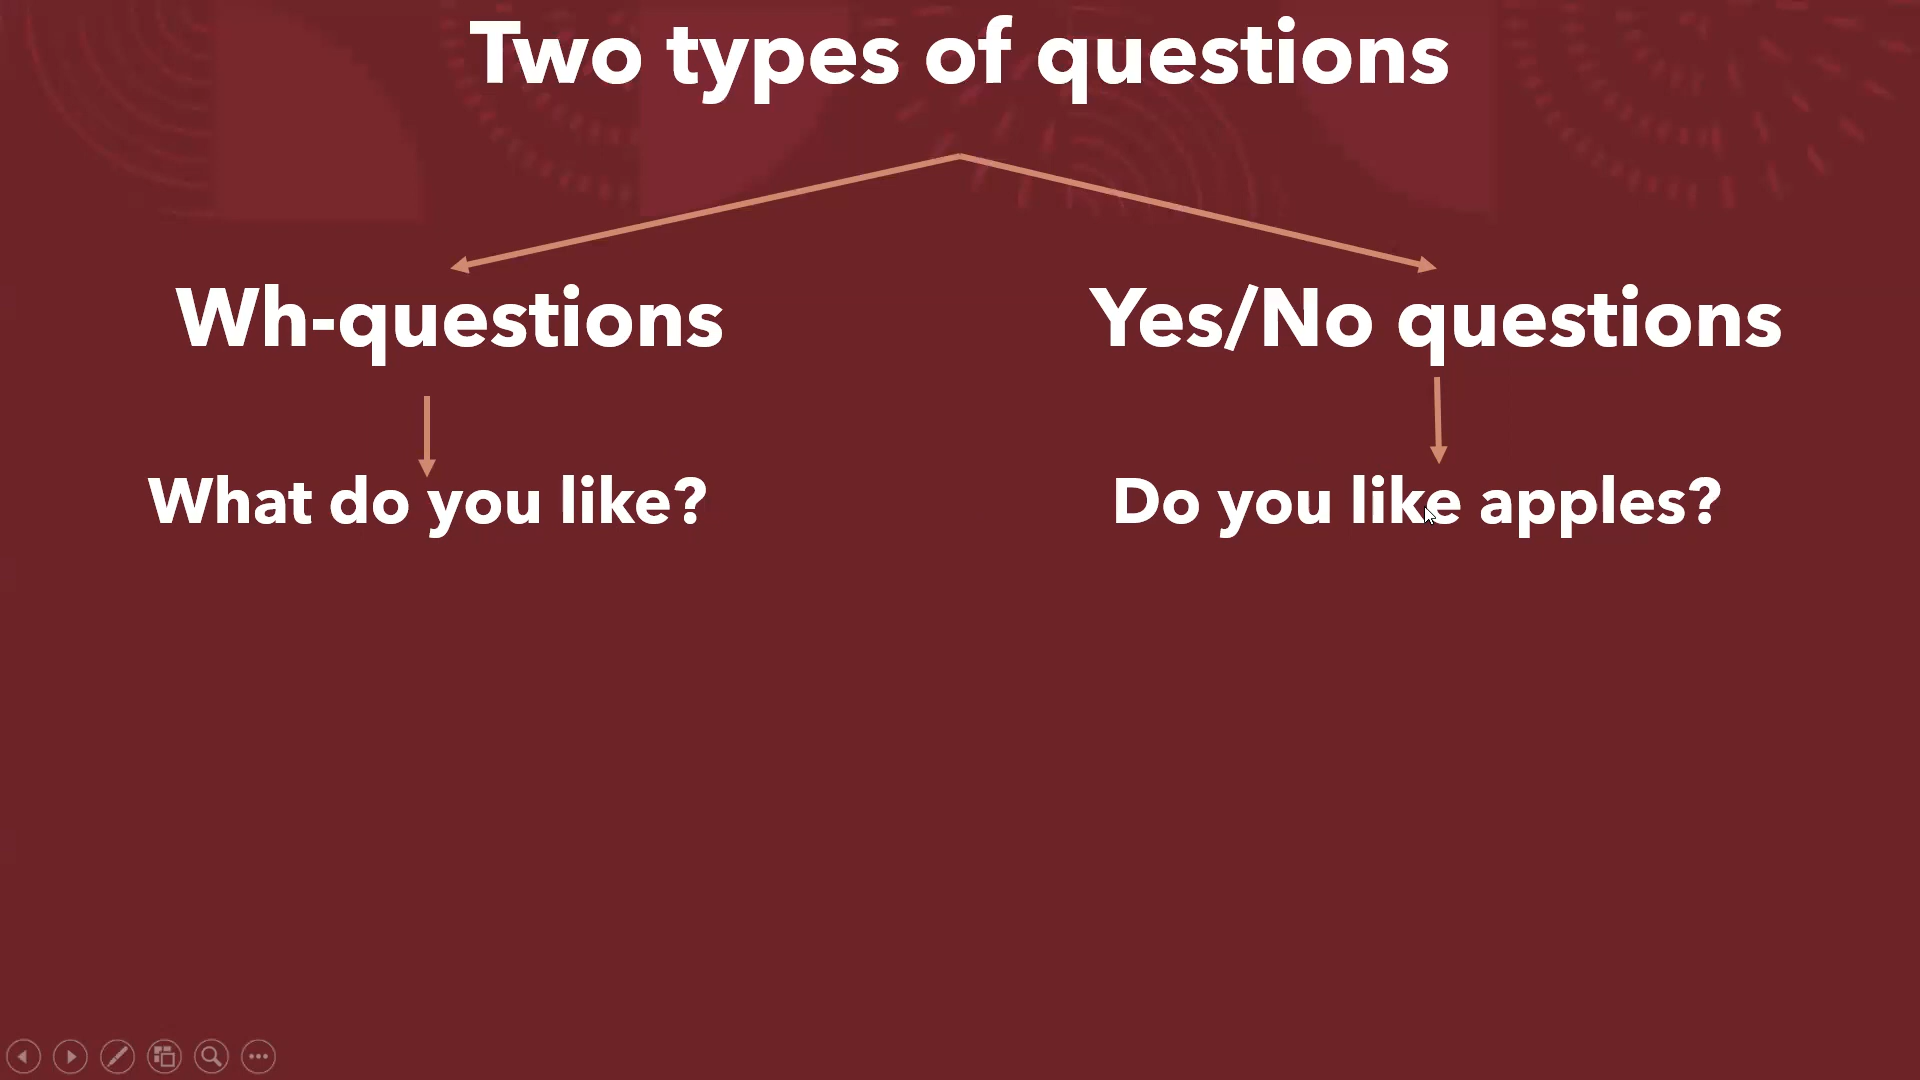 Two types of questions
Wh-questions
Yes/No questions
What do you like?
Do you like apples?